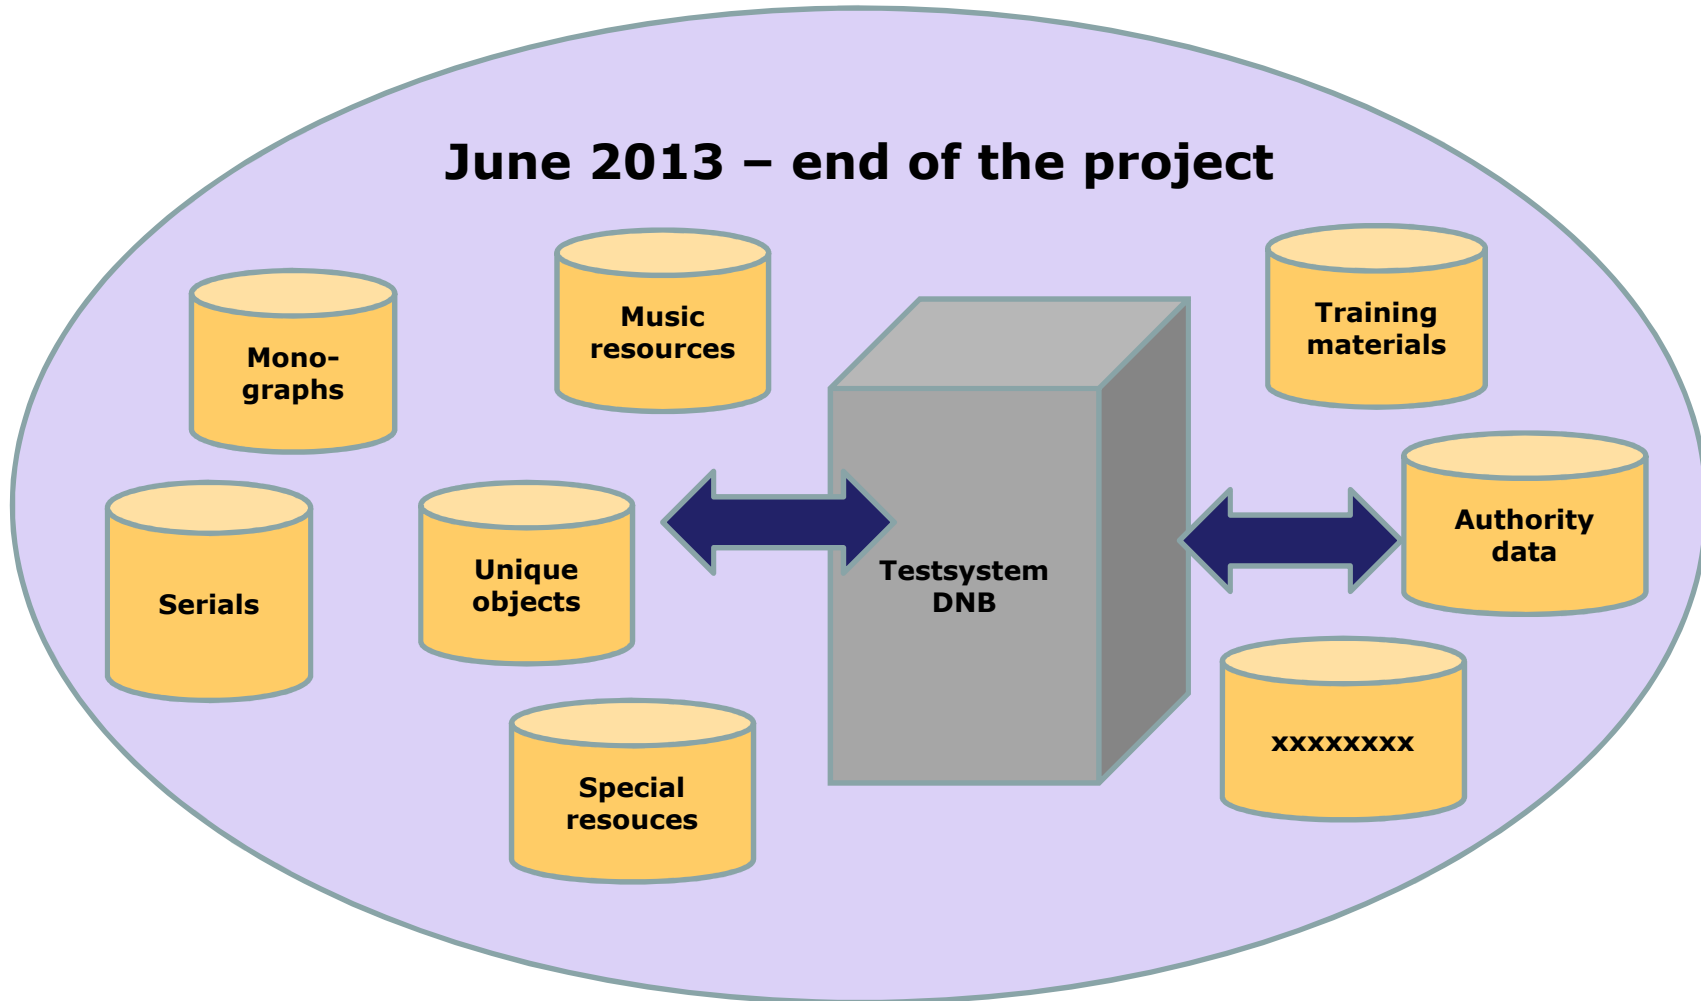 June 2013 – end of the project
Music
resources
Training
materials
Mono-
graphs
Authority
data
Unique
objects
Testsystem
DNB
Serials
xxxxxxxx
Special
resouces